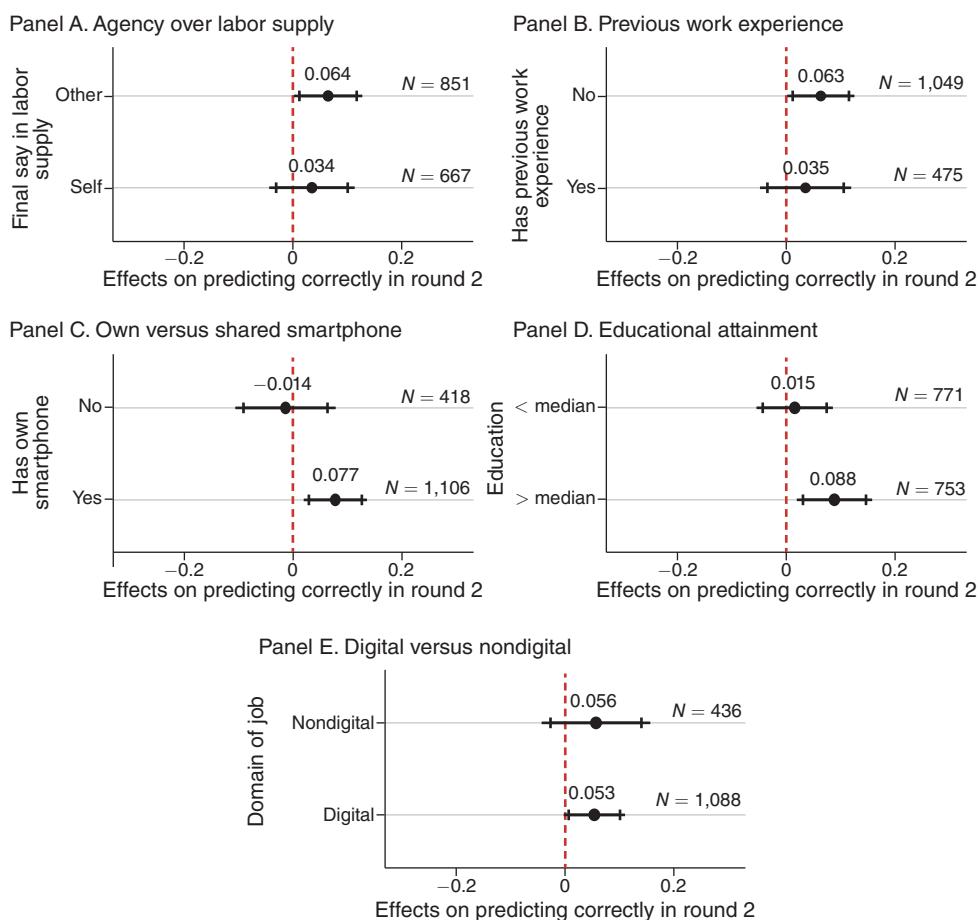 Panel A. Agency over labor supply
Final say in labor
supply
Other
0.064
N = 851
Self
0.034
N = 667
−0.2
0
0.2
Effects on predicting correctly in round 2
Panel B. Previous work experience
Has previous work
experience
No
0.063
N = 1,049
Yes
0.035
N = 475
−0.2
0
0.2
Effects on predicting correctly in round 2
Panel C. Own versus shared smartphone
Has own
smartphone
No
−0.014
N = 418
Yes
0.077
N = 1,106
−0.2
0
0.2
Effects on predicting correctly in round 2
Panel D. Educational attainment
Education
< median
0.015
N = 771
> median
0.088
N = 753
−0.2
0
0.2
Effects on predicting correctly in round 2
Panel E. Digital versus nondigital
Domain of job
Nondigital
0.056
N = 436
Digital
0.053
N = 1,088
−0.2
0
0.2
Effects on predicting correctly in round 2